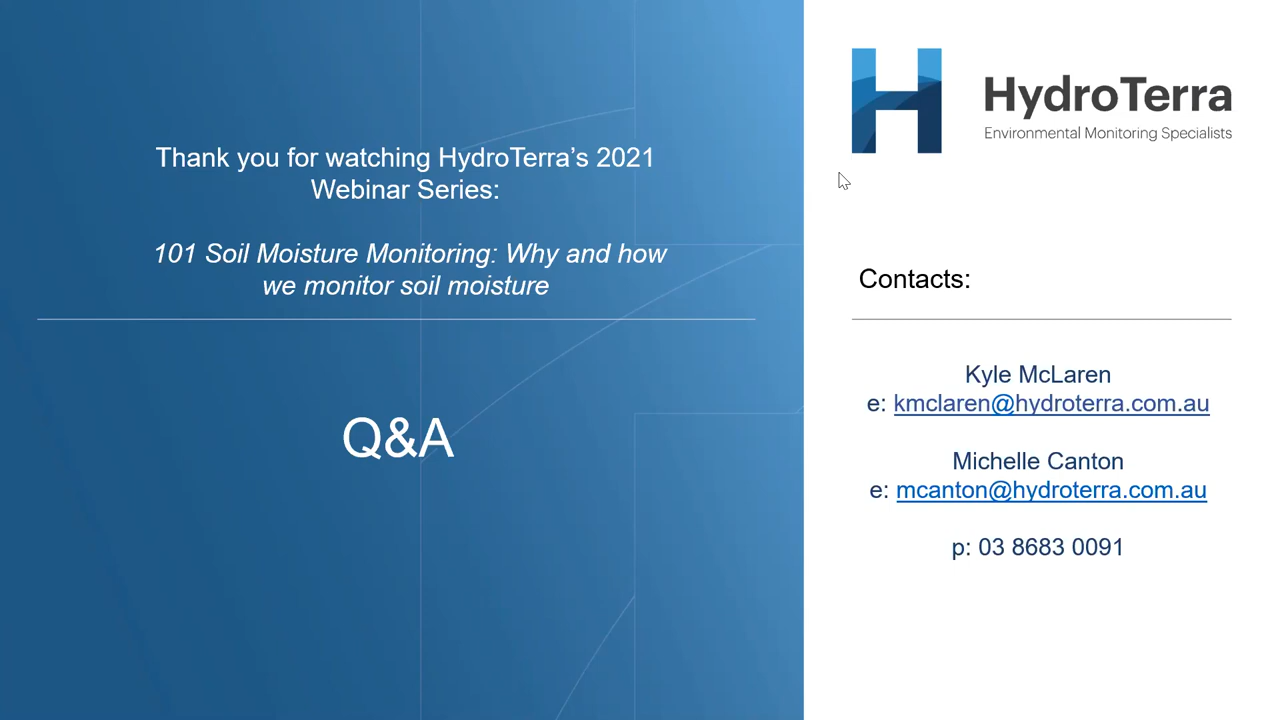 Thank you for watching HydroTerra’s 2021
Webinar Series:
101 Soil Moisture Monitoring: Why and how
we monitor soil moisture
Q&A
HydroTerra
Environmental Monitoring Specialists
Contacts:
Kyle McLaren
e: kmclaren@hydroterra.com.au
Michelle Canton
e: mcanton@hydroterra.com.au
p: 03 8683 0091